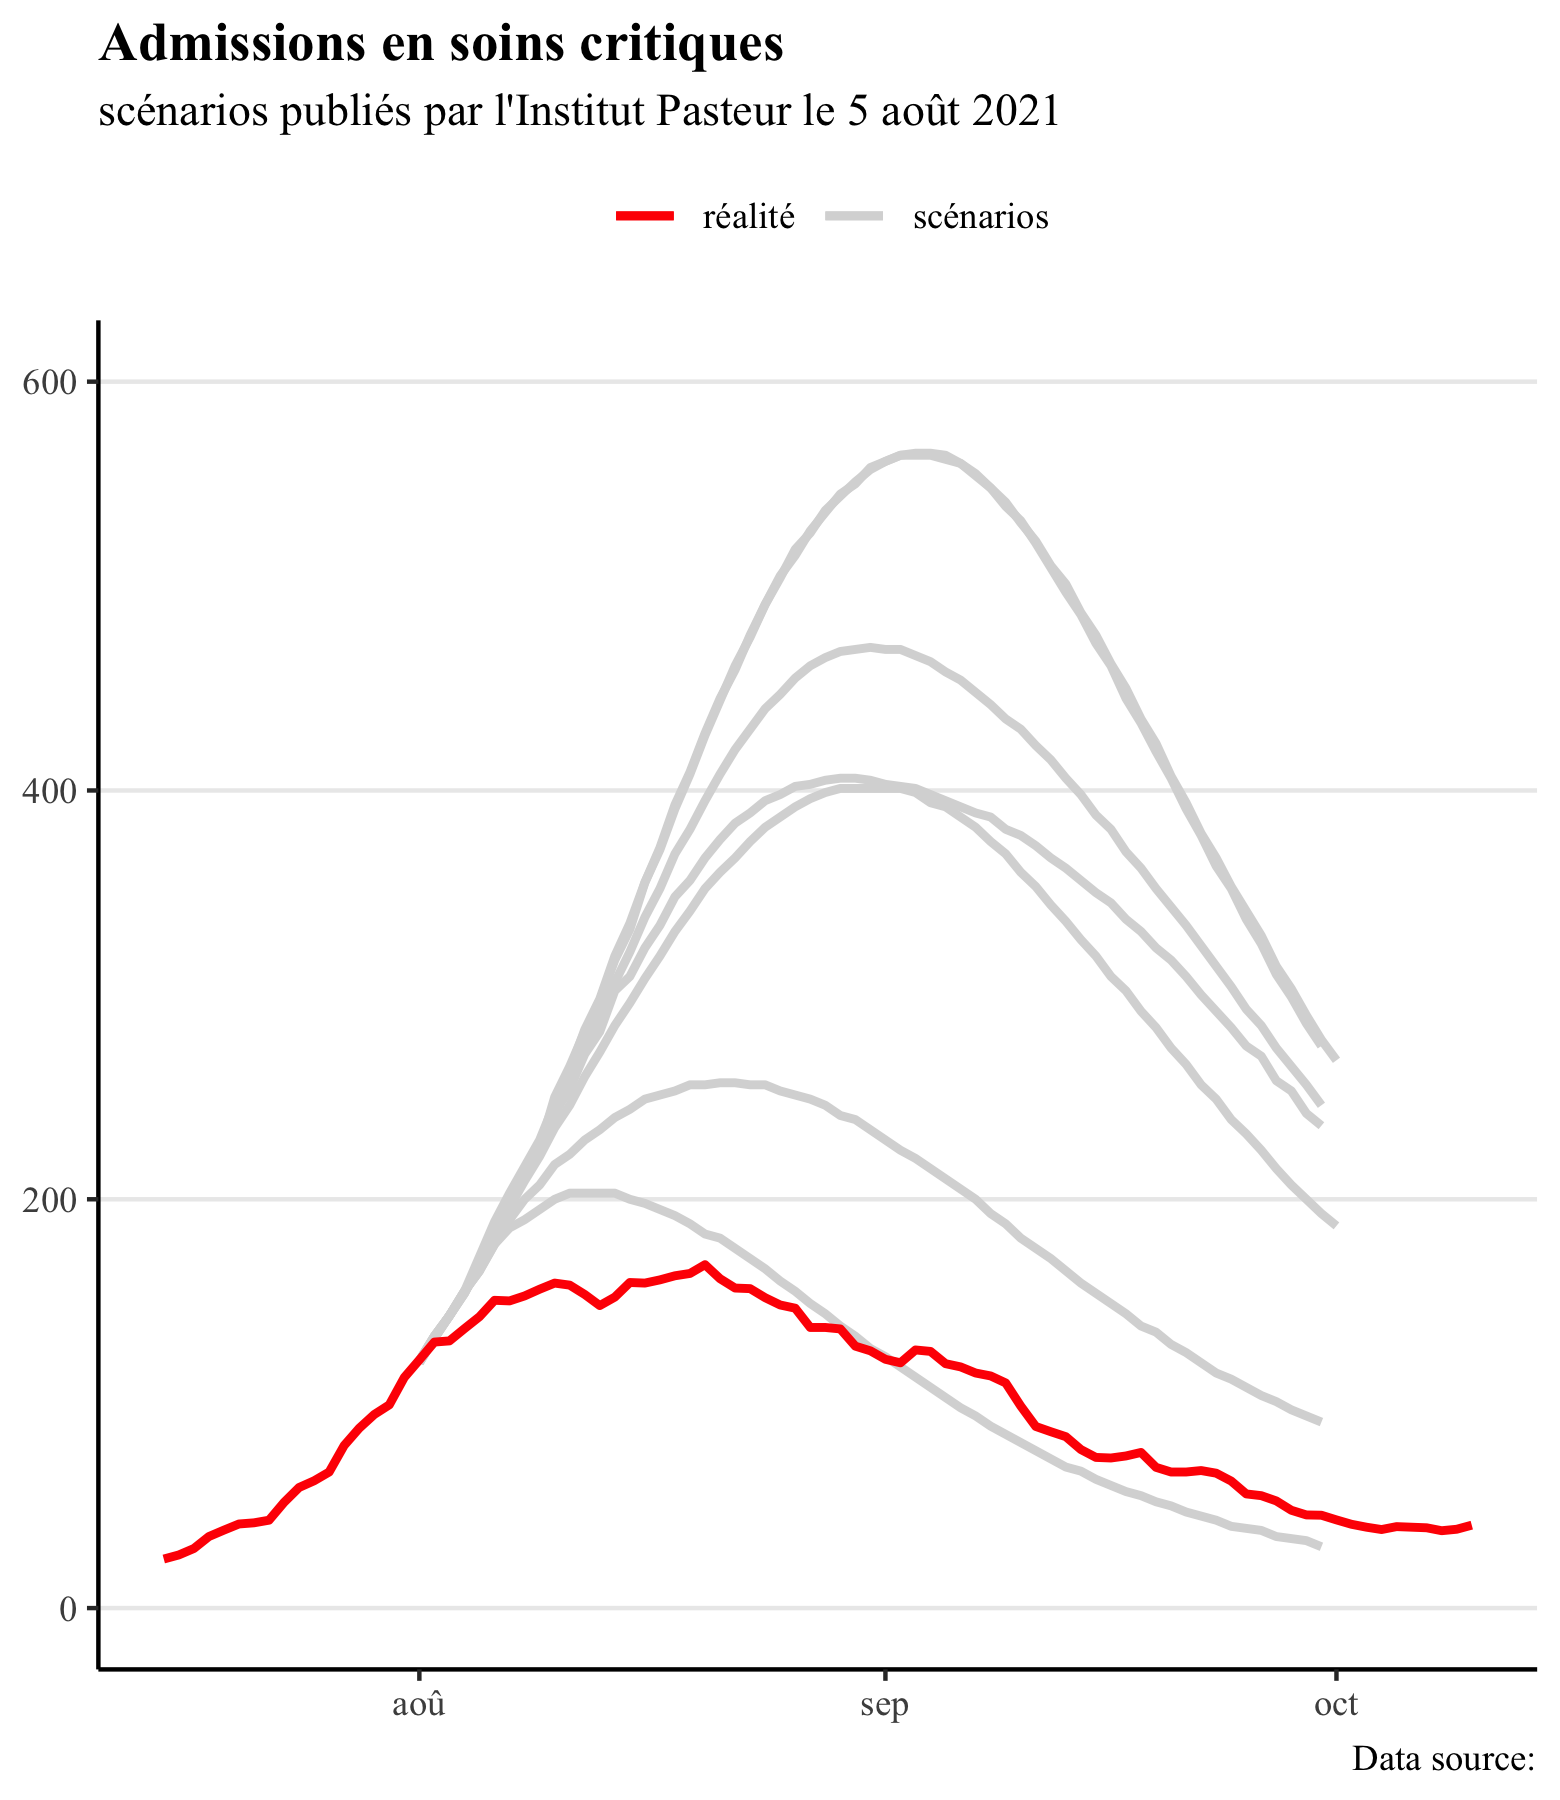 Admissions en soins critiques
scénarios publiés par l'Institut Pasteur le 5 août 2021
réalité scénarios
600
400
200
0
aoû sep oct
Data source: